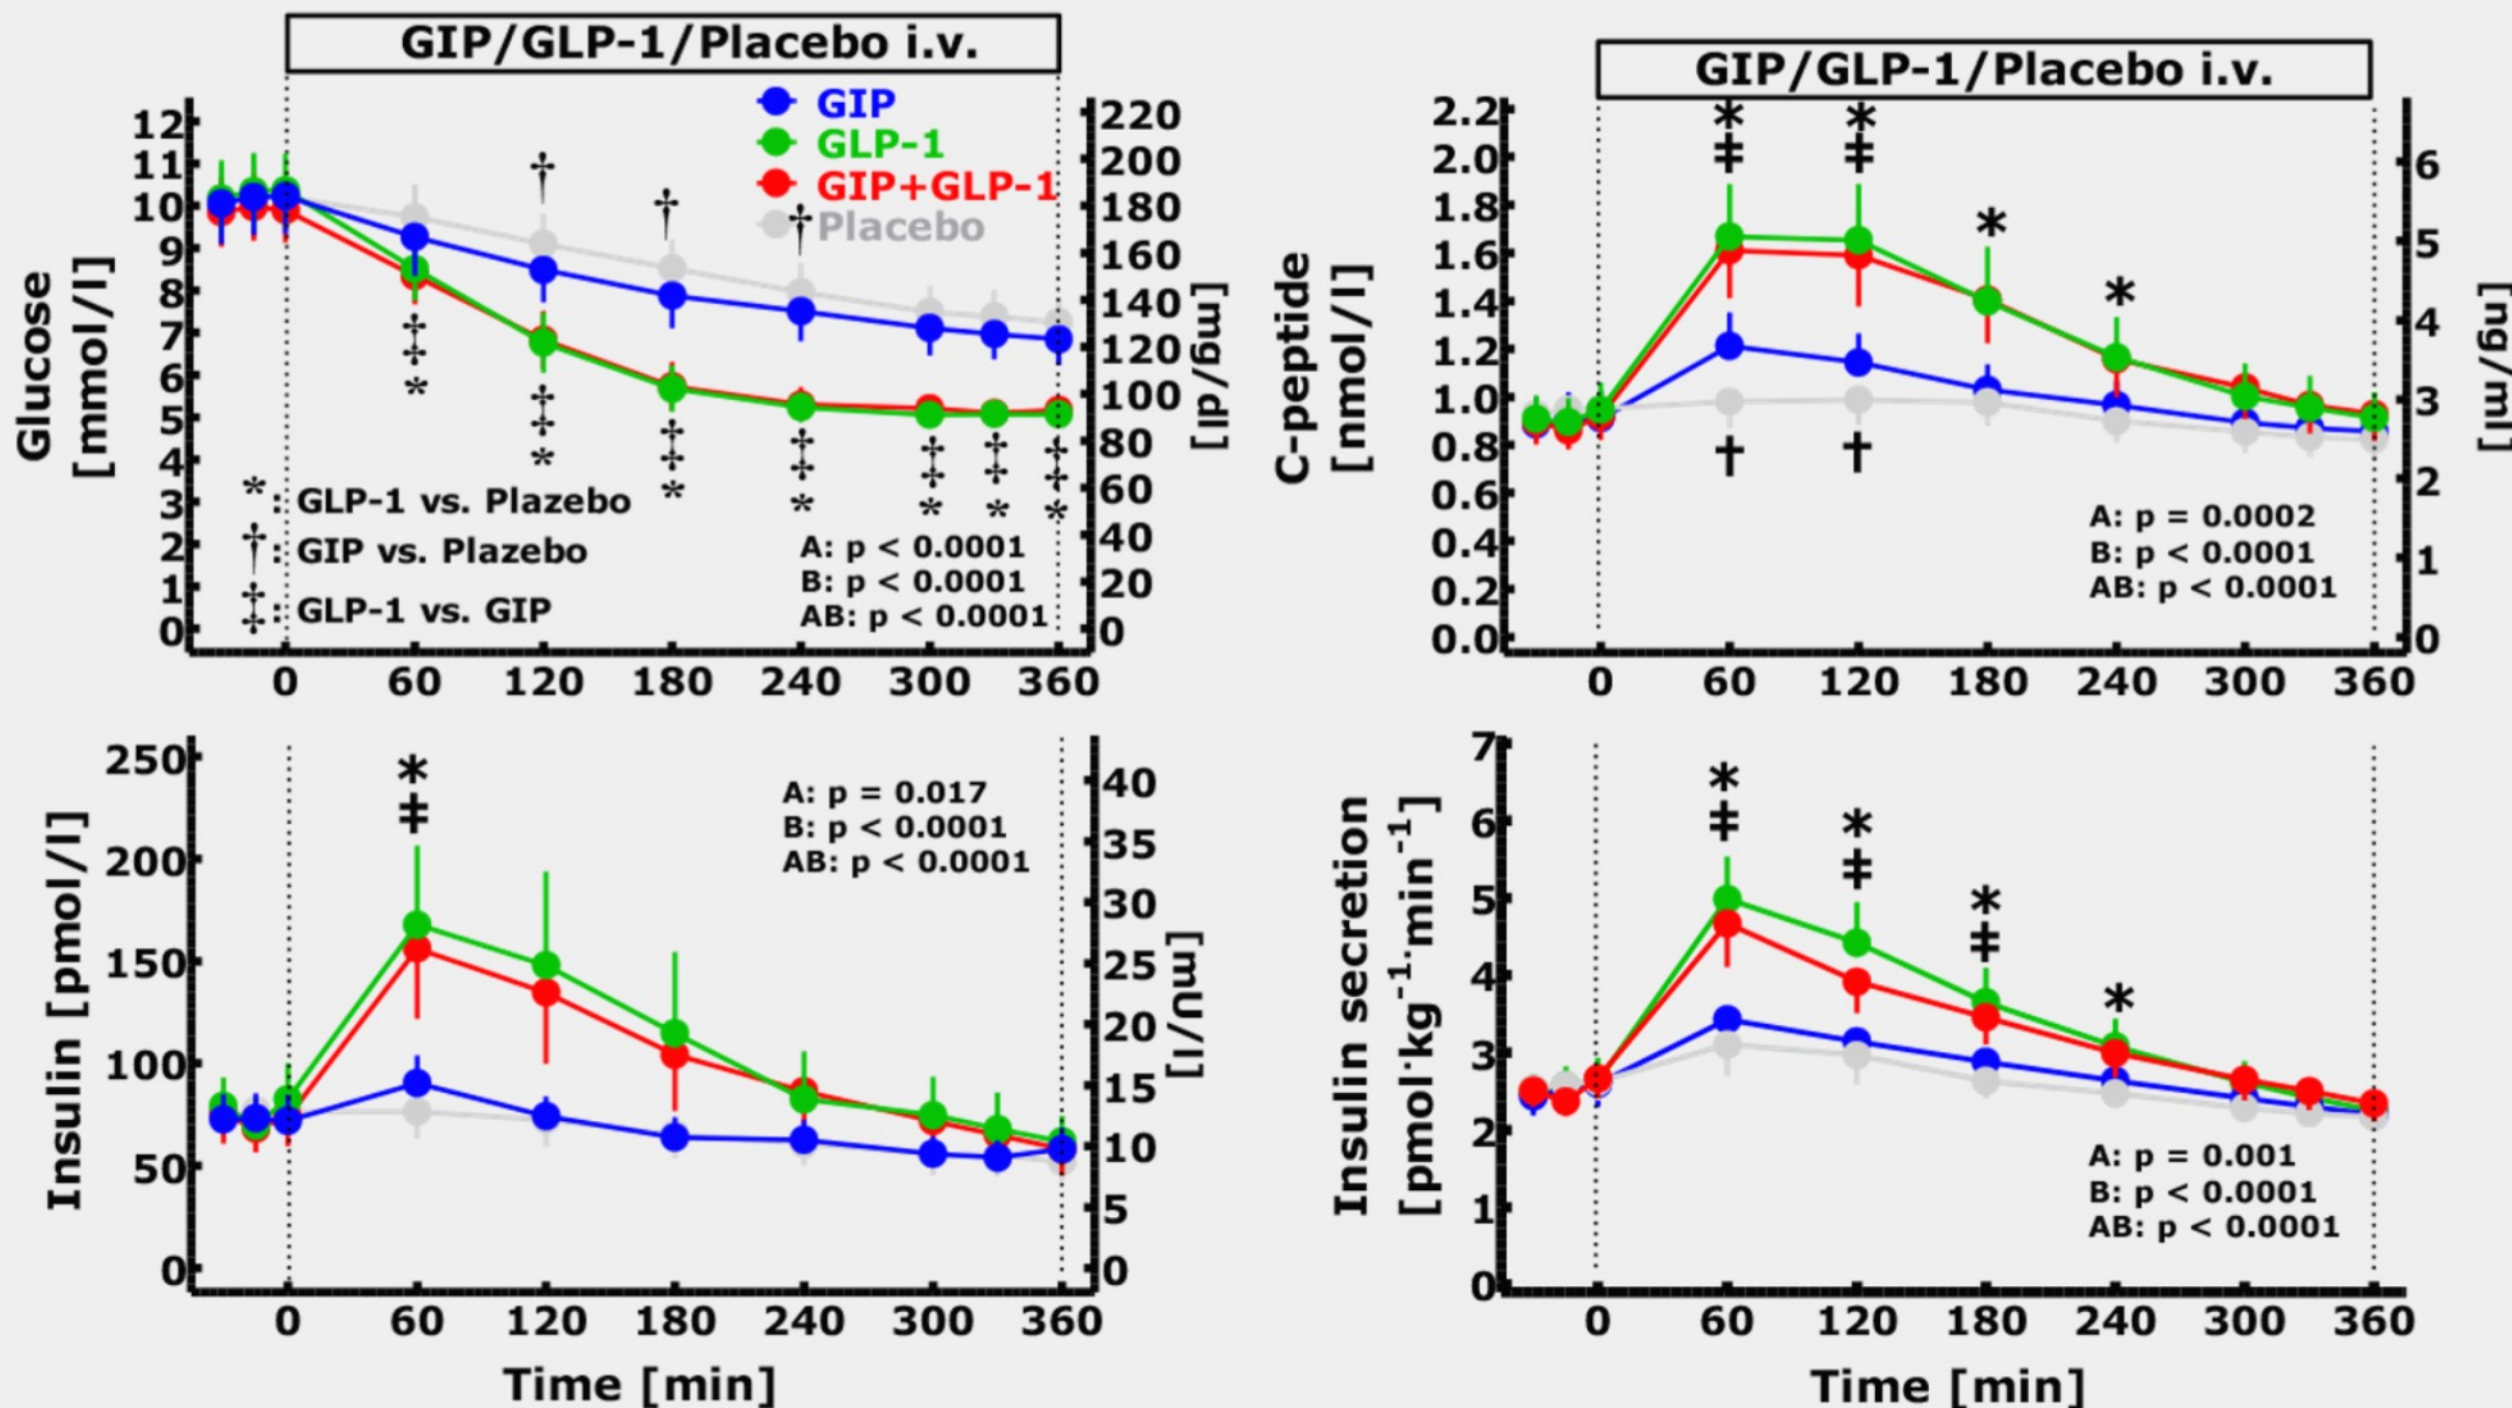 GIP/GLP-1/Placebo i.v.
GIP
GLP-1
GIP+GLP-1
Placebo
Glucose
[mmol/l]
12
11
10
9
8
7
6
5
4
3
2
1
0
220
200
180
160
140
120
100
80
60
40
20
0
[mg/dl]
†
†
†
‡
‡
*
‡
‡
*
‡
‡
*
‡
‡
*
‡
‡
*
‡
‡
*
‡
‡
*
*: GLP-1 vs. Plazebo
†: GIP vs. Plazebo
‡: GLP-1 vs. GIP
A: p < 0.0001
B: p < 0.0001
AB: p < 0.0001
0 60 120 180 240 300 360
GIP/GLP-1/Placebo i.v.
C-peptide
[nmol/l]
2.2
2.0
1.8
1.6
1.4
1.2
1.0
0.8
0.6
0.4
0.2
0.0
6
5
4
3
2
1
0
[ng/ml]
* *
‡ ‡
*
*
† †
A: p = 0.0002
B: p < 0.0001
AB: p < 0.0001
0 60 120 180 240 300 360
Insulin [pmol/l]
250
200
150
100
50
0
40
35
30
25
20
15
10
5
0
[mU/l]
*
‡
A: p = 0.017
B: p < 0.0001
AB: p < 0.0001
0 60 120 180 240 300 360
Time [min]
Insulin secretion
[pmol·kg⁻¹·min⁻¹]
7
6
5
4
3
2
1
0
*
‡
*
‡
*
‡
*
A: p = 0.001
B: p < 0.0001
AB: p < 0.0001
0 60 120 180 240 300 360
Time [min]